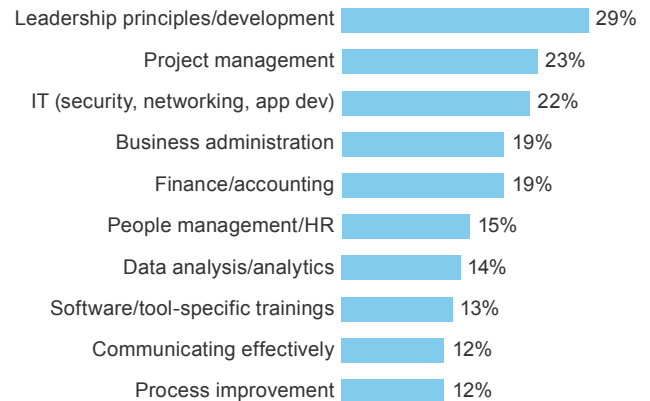 Leadership principles/development 29%
Project management 23%
IT (security, networking, app dev) 22%
Business administration 19%
Finance/accounting 19%
People management/HR 15%
Data analysis/analytics 14%
Software/tool-specific trainings 13%
Communicating effectively 12%
Process improvement 12%